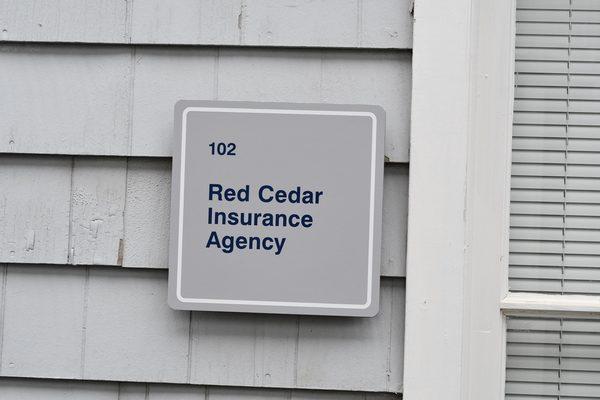 102
Red Cedar
Insurance
Agency